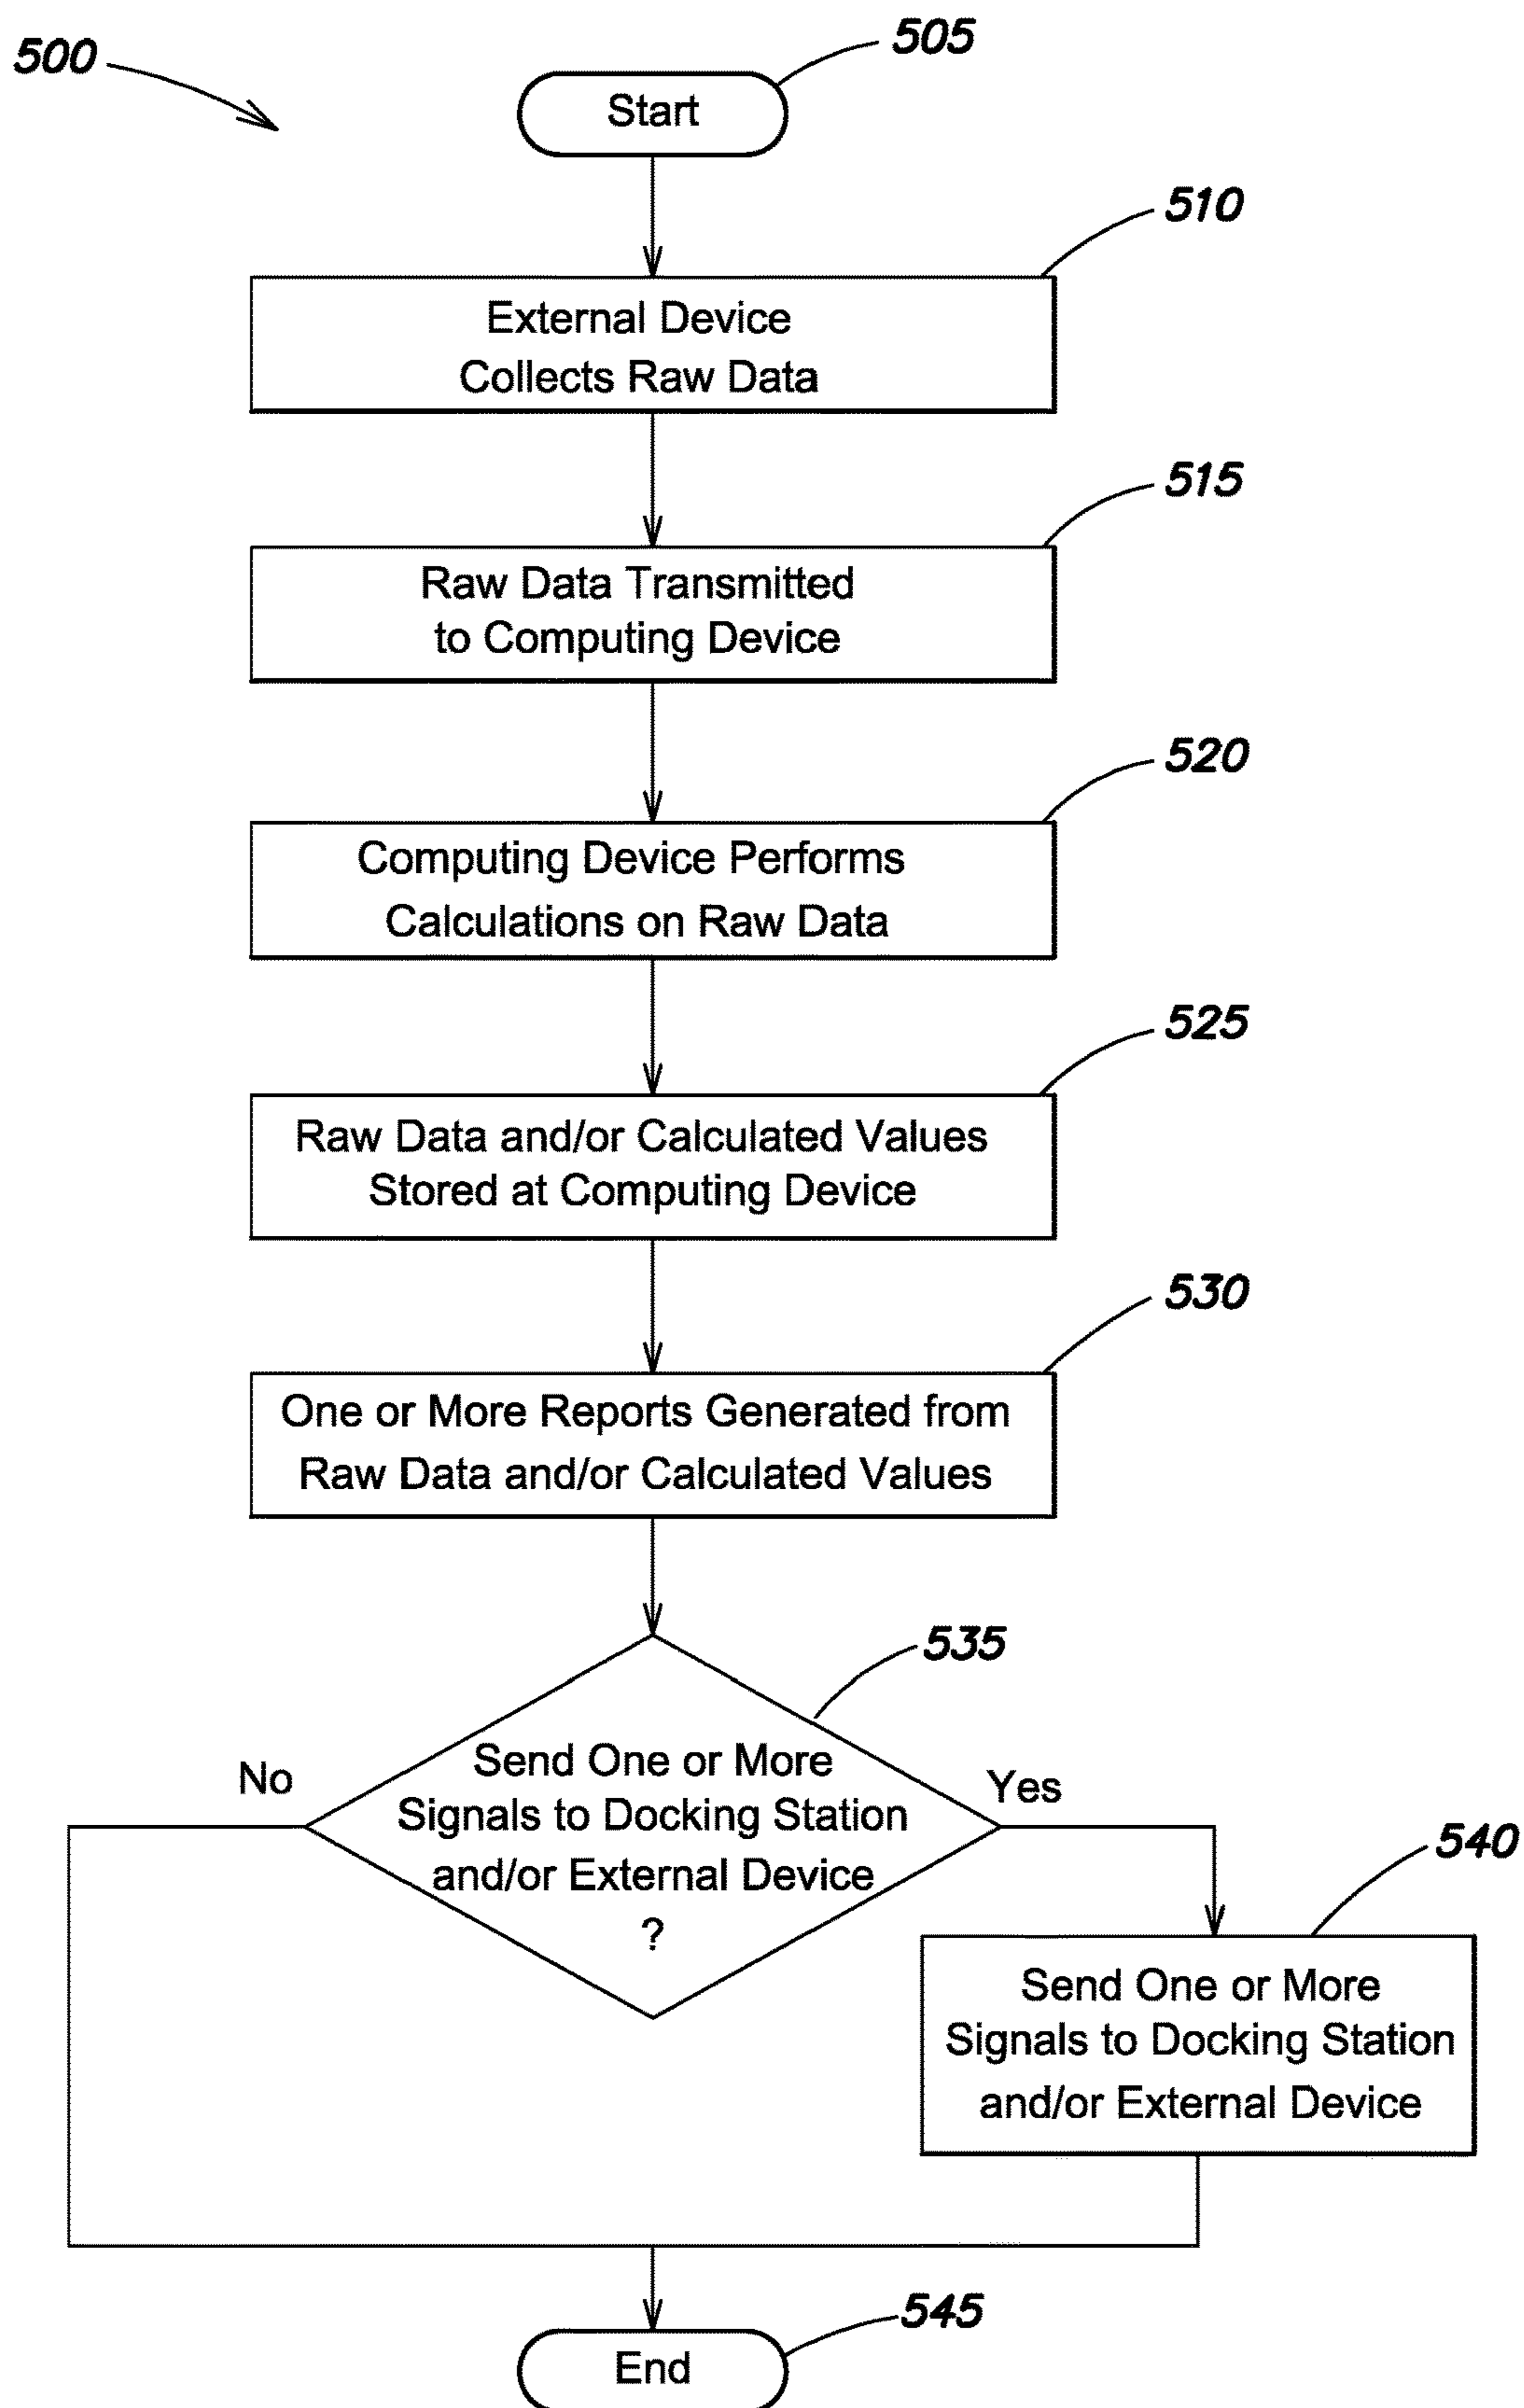 500
505
Start
510
External Device
Collects Raw Data
515
Raw Data Transmitted
to Computing Device
520
Computing Device Performs
Calculations on Raw Data
525
Raw Data and/or Calculated Values
Stored at Computing Device
530
One or More Reports Generated from
Raw Data and/or Calculated Values
535
Send One or More
Signals to Docking Station
and/or External Device
?
No
Yes
540
Send One or More
Signals to Docking Station
and/or External Device
545
End